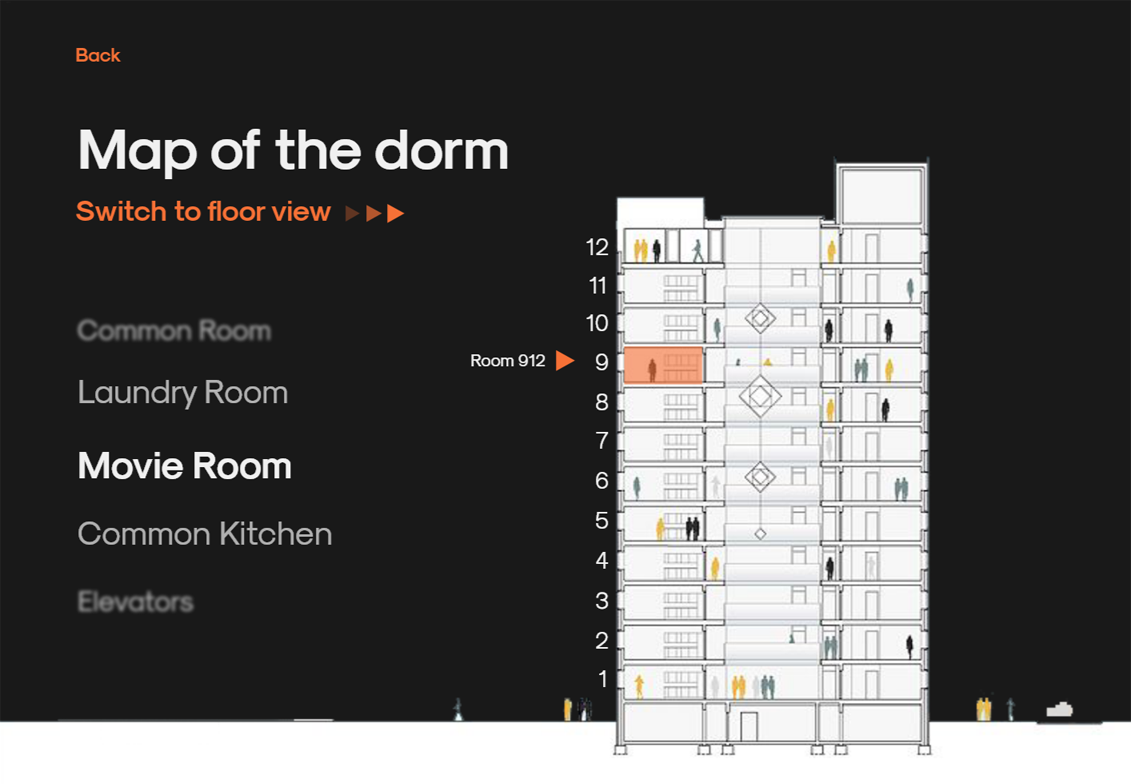 Back
Map of the dorm
Switch to floor view
Common Room
Laundry Room
Movie Room
Common Kitchen
Elevators
Room 912
12
11
10
9
8
7
6
5
4
3
2
1